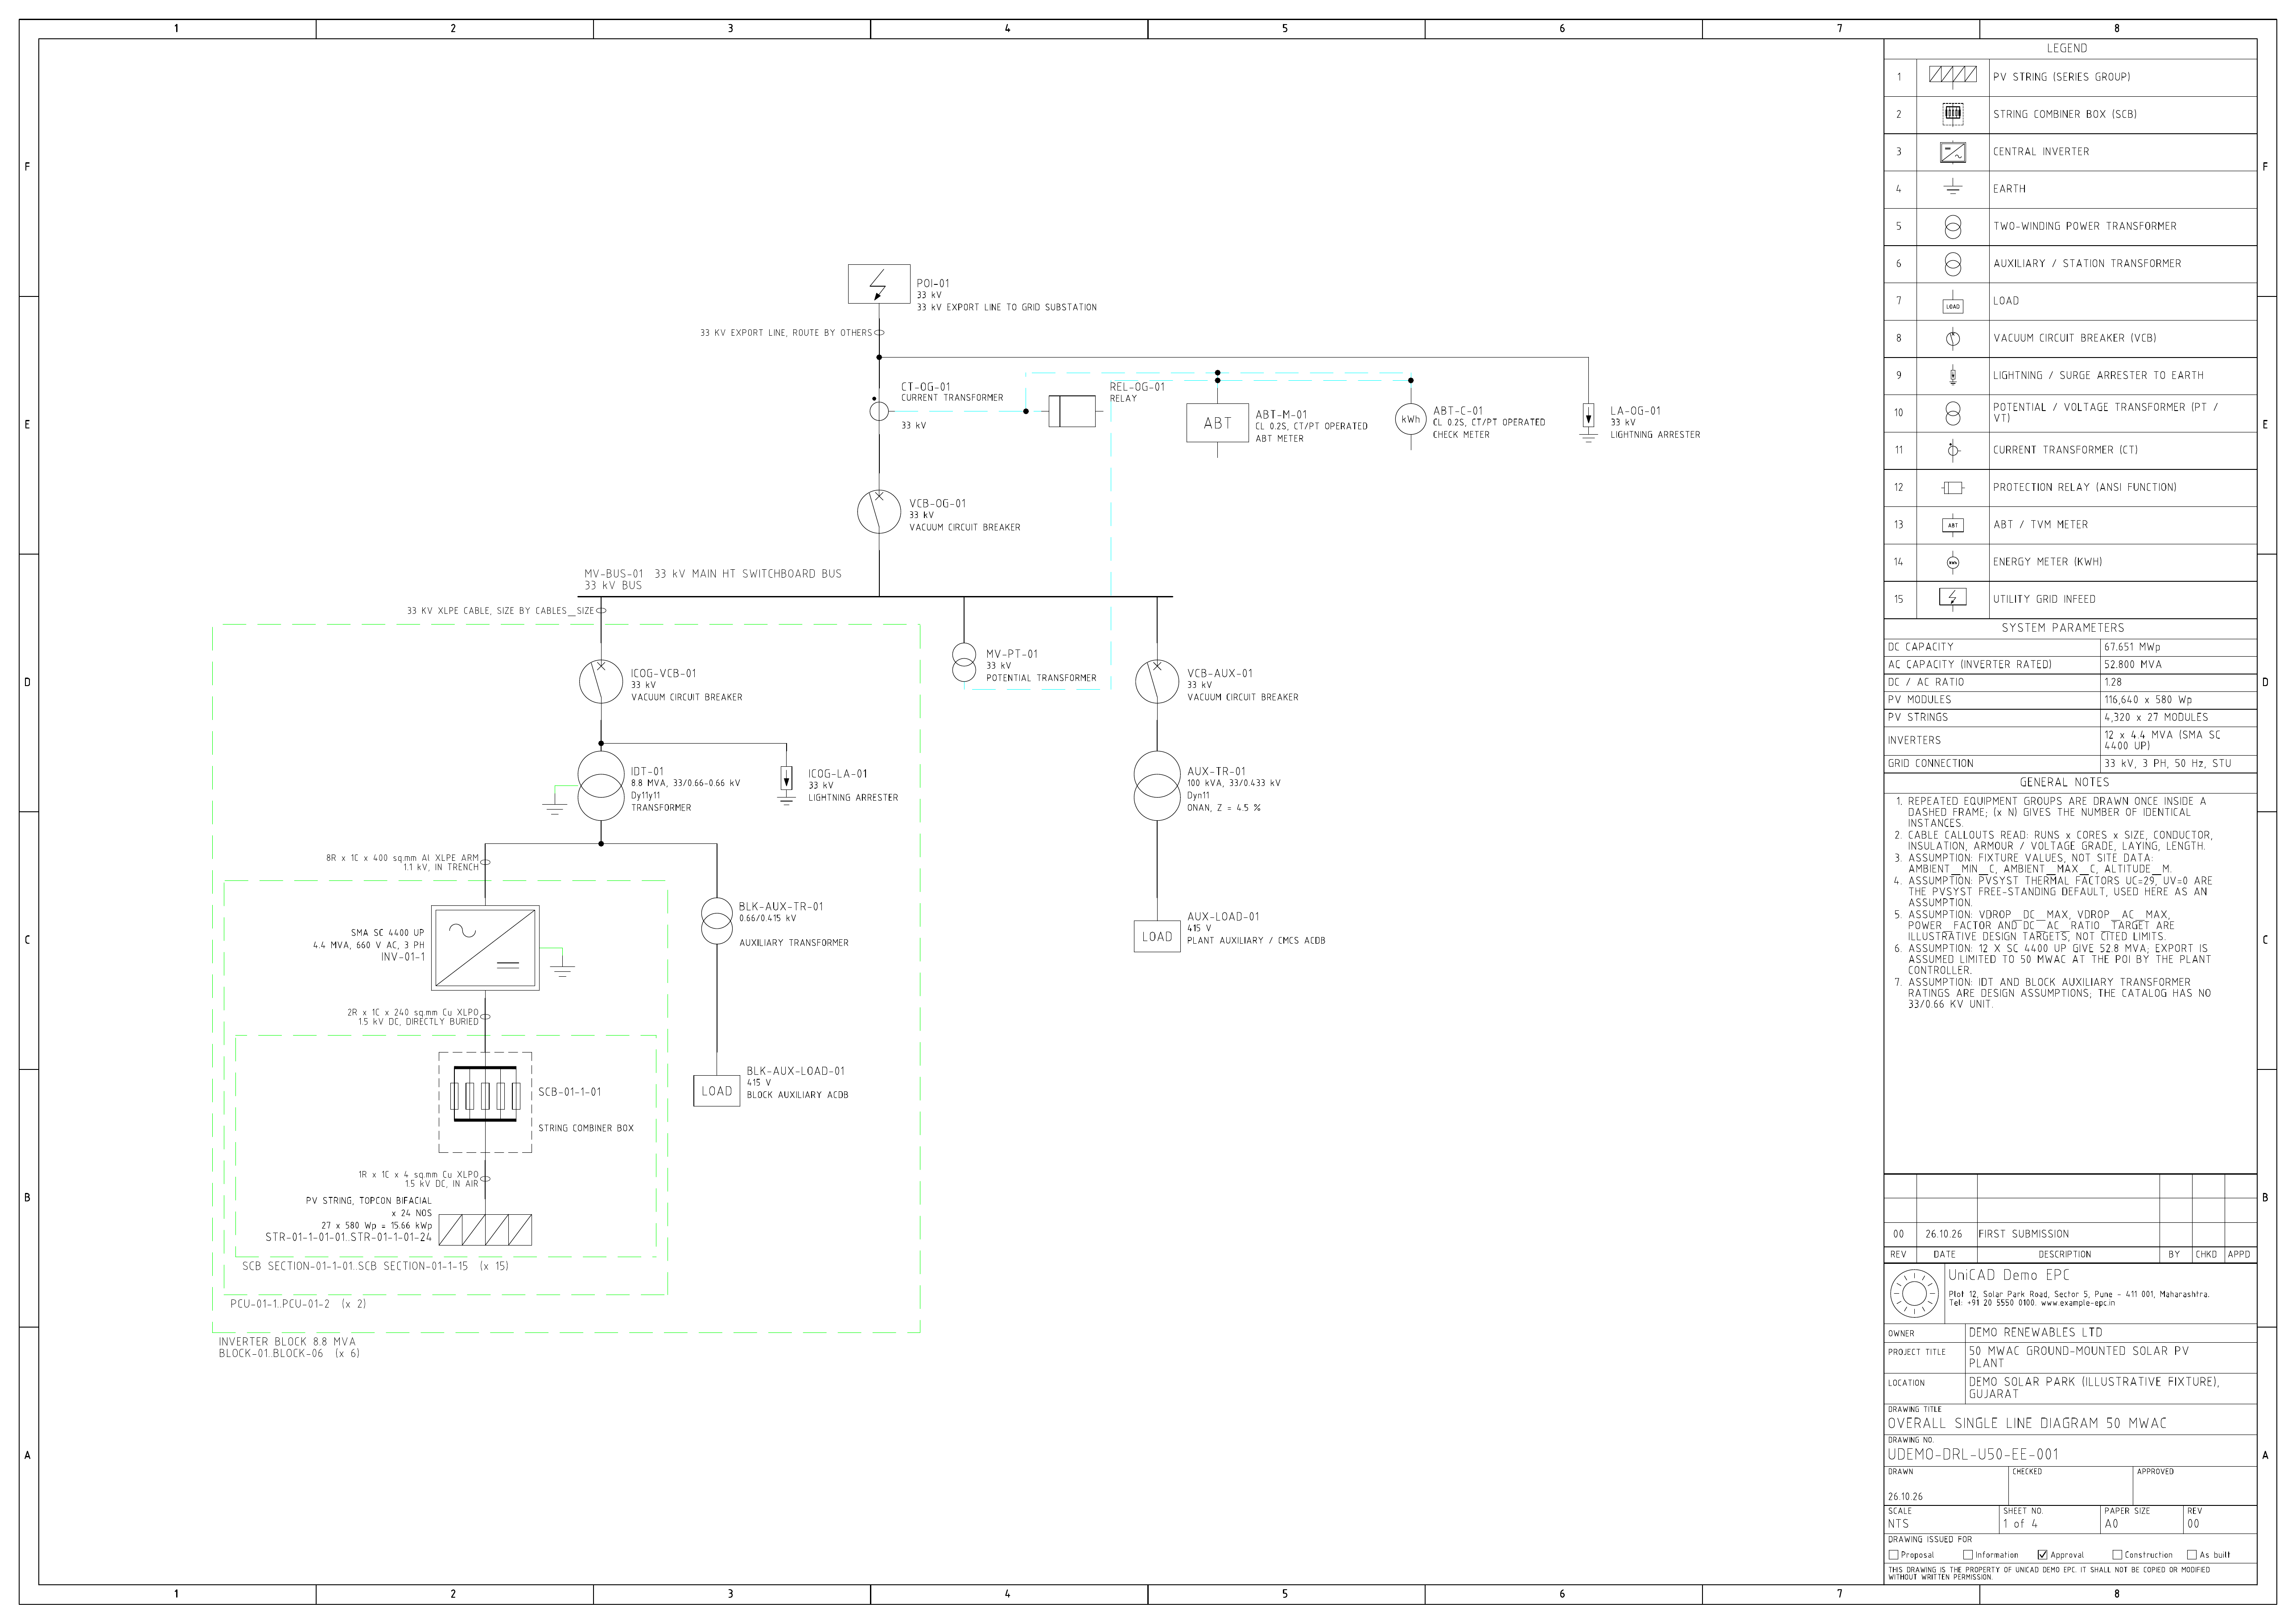 1 2 3 4 5 6 7 8
F
E
D
C
B
A
POI-01
33 kV
33 kV EXPORT LINE TO GRID SUBSTATION
33 KV EXPORT LINE, ROUTE BY OTHERS
CT-OG-01
CURRENT TRANSFORMER
33 kV
REL-OG-01
RELAY
ABT
ABT-M-01
CL 0.2S, CT/PT OPERATED
ABT METER
kWh
ABT-C-01
CL 0.2S, CT/PT OPERATED
CHECK METER
LA-OG-01
33 kV
LIGHTNING ARRESTER
VCB-OG-01
33 kV
VACUUM CIRCUIT BREAKER
MV-BUS-01 33 kV MAIN HT SWITCHBOARD BUS
33 kV BUS
33 KV XLPE CABLE, SIZE BY CABLES_SIZE
ICOG-VCB-01
33 kV
VACUUM CIRCUIT BREAKER
MV-PT-01
33 kV
POTENTIAL TRANSFORMER
VCB-AUX-01
33 kV
VACUUM CIRCUIT BREAKER
IDT-01
8.8 MVA, 33/0.66-0.66 kV
Dy11y11
TRANSFORMER
ICOG-LA-01
33 kV
LIGHTNING ARRESTER
AUX-TR-01
100 kVA, 33/0.433 kV
Dyn11
ONAN, Z = 4.5 %
8R x 1C x 400 sq.mm Al XLPE ARM
1.1 kV, IN TRENCH
SMA SC 4400 UP
4.4 MVA, 660 V AC, 3 PH
INV-01-1
BLK-AUX-TR-01
0.66/0.415 kV
AUXILIARY TRANSFORMER
LOAD
AUX-LOAD-01
415 V
PLANT AUXILIARY / CMCS ACDB
2R x 1C x 240 sq.mm Cu XLPO
1.5 kV DC, DIRECTLY BURIED
SCB-01-1-01
STRING COMBINER BOX
LOAD
BLK-AUX-LOAD-01
415 V
BLOCK AUXILIARY ACDB
1R x 1C x 4 sq.mm Cu XLPO
1.5 kV DC, IN AIR
PV STRING, TOPCON BIFACIAL
x 24 NOS
27 x 580 Wp = 15.66 kWp
STR-01-1-01-01..STR-01-1-01-24
SCB SECTION-01-1-01..SCB SECTION-01-1-15 (x 15)
PCU-01-1..PCU-01-2 (x 2)
INVERTER BLOCK 8.8 MVA
BLOCK-01..BLOCK-06 (x 6)
LEGEND
1 PV STRING (SERIES GROUP)
2 STRING COMBINER BOX (SCB)
3 CENTRAL INVERTER
4 EARTH
5 TWO-WINDING POWER TRANSFORMER
6 AUXILIARY / STATION TRANSFORMER
7 LOAD LOAD
8 VACUUM CIRCUIT BREAKER (VCB)
9 LIGHTNING / SURGE ARRESTER TO EARTH
10 POTENTIAL / VOLTAGE TRANSFORMER (PT /
VT)
11 CURRENT TRANSFORMER (CT)
12 PROTECTION RELAY (ANSI FUNCTION)
13 ABT ABT / TVM METER
14 kWh ENERGY METER (KWH)
15 UTILITY GRID INFEED
SYSTEM PARAMETERS
DC CAPACITY 67.651 MWp
AC CAPACITY (INVERTER RATED) 52.800 MVA
DC / AC RATIO 1.28
PV MODULES 116,640 x 580 Wp
PV STRINGS 4,320 x 27 MODULES
INVERTERS 12 x 4.4 MVA (SMA SC
4400 UP)
GRID CONNECTION 33 kV, 3 PH, 50 Hz, STU
GENERAL NOTES
1. REPEATED EQUIPMENT GROUPS ARE DRAWN ONCE INSIDE A
DASHED FRAME; (x N) GIVES THE NUMBER OF IDENTICAL
INSTANCES.
2. CABLE CALLOUTS READ: RUNS x CORES x SIZE, CONDUCTOR,
INSULATION, ARMOUR / VOLTAGE GRADE, LAYING, LENGTH.
3. ASSUMPTION: FIXTURE VALUES, NOT SITE DATA:
AMBIENT_MIN_C, AMBIENT_MAX_C, ALTITUDE_M.
4. ASSUMPTION: PVSYST THERMAL FACTORS UC=29, UV=0 ARE
THE PVSYST FREE-STANDING DEFAULT, USED HERE AS AN
ASSUMPTION.
5. ASSUMPTION: VDROP_DC_MAX, VDROP_AC_MAX,
POWER_FACTOR AND DC_AC_RATIO_TARGET ARE
ILLUSTRATIVE DESIGN TARGETS, NOT CITED LIMITS.
6. ASSUMPTION: 12 X SC 4400 UP GIVE 52.8 MVA; EXPORT IS
ASSUMED LIMITED TO 50 MWAC AT THE POI BY THE PLANT
CONTROLLER.
7. ASSUMPTION: IDT AND BLOCK AUXILIARY TRANSFORMER
RATINGS ARE DESIGN ASSUMPTIONS; THE CATALOG HAS NO
33/0.66 KV UNIT.
00 26.10.26 FIRST SUBMISSION
REV DATE DESCRIPTION BY CHKD APPD
UniCAD Demo EPC
Plot 12, Solar Park Road, Sector 5, Pune - 411 001, Maharashtra.
Tel: +91 20 5550 0100. www.example-epc.in
OWNER DEMO RENEWABLES LTD
PROJECT TITLE 50 MWAC GROUND-MOUNTED SOLAR PV
PLANT
LOCATION DEMO SOLAR PARK (ILLUSTRATIVE FIXTURE),
GUJARAT
DRAWING TITLE
OVERALL SINGLE LINE DIAGRAM 50 MWAC
DRAWING NO.
UDEMO-DRL-U50-EE-001
DRAWN CHECKED APPROVED
26.10.26
SCALE SHEET NO. PAPER SIZE REV
NTS 1 of 4 A0 00
DRAWING ISSUED FOR
Proposal Information Approval Construction As built
THIS DRAWING IS THE PROPERTY OF UNICAD DEMO EPC. IT SHALL NOT BE COPIED OR MODIFIED
WITHOUT WRITTEN PERMISSION.
F
E
D
C
B
A
1 2 3 4 5 6 7 8